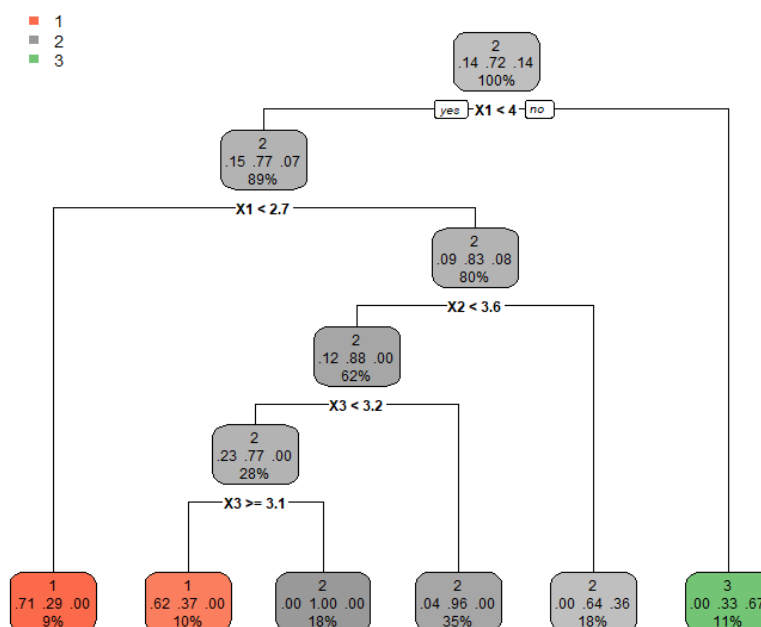 1
2
3
2
.14 .72 .14
100%
yes X1 < 4 no
2
.15 .77 .07
89%
X1 < 2.7
2
.09 .83 .08
80%
X2 < 3.6
2
.12 .88 .00
62%
X3 < 3.2
2
.23 .77 .00
28%
X3 >= 3.1
1
.71 .29 .00
9%
1
.62 .37 .00
10%
2
.00 1.00 .00
18%
2
.04 .96 .00
35%
2
.00 .64 .36
18%
3
.00 .33 .67
11%